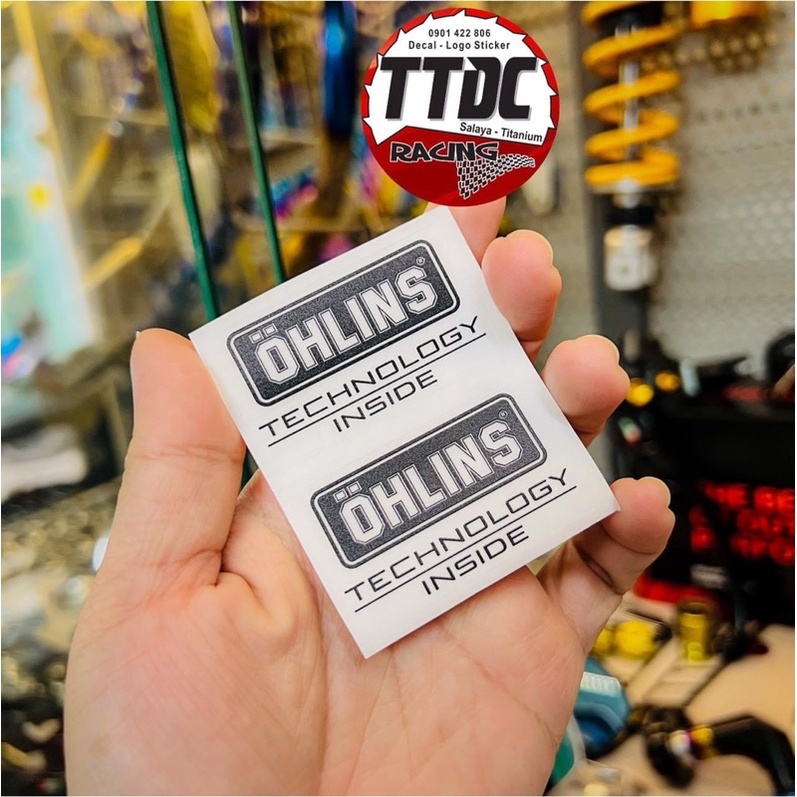 0901 422 806
Decal - Logo Sticker
TTDC
Salaya - Titanium
RACING
ÖHLINS®
TECHNOLOGY
INSIDE
ÖHLINS®
TECHNOLOGY
INSIDE